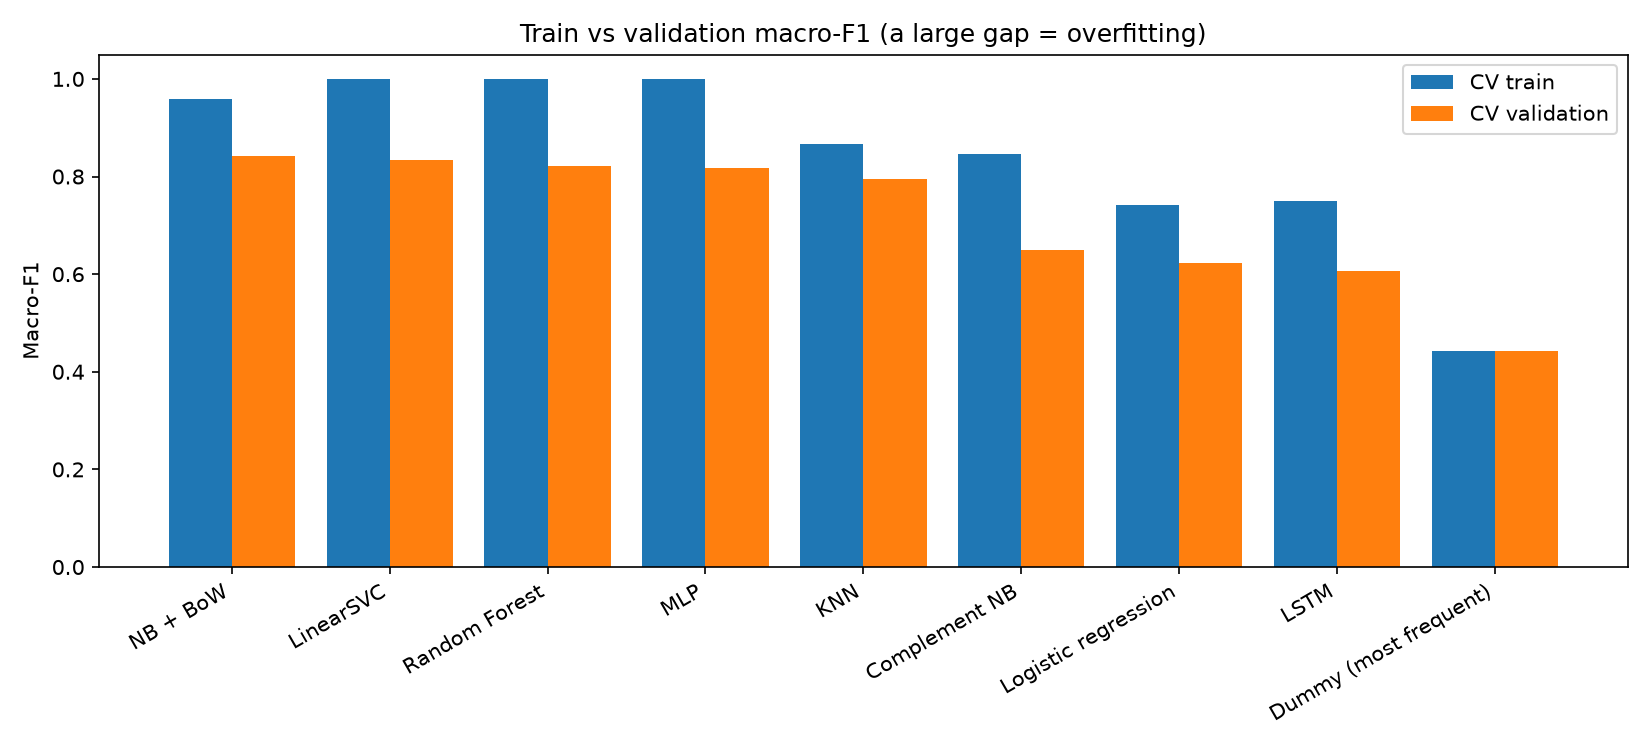 Train vs validation macro-F1 (a large gap = overfitting)
CV train
CV validation
Macro-F1
1.0
0.8
0.6
0.4
0.2
0.0
NB + BoW
LinearSVC
Random Forest
MLP
KNN
Complement NB
Logistic regression
LSTM
Dummy (most frequent)